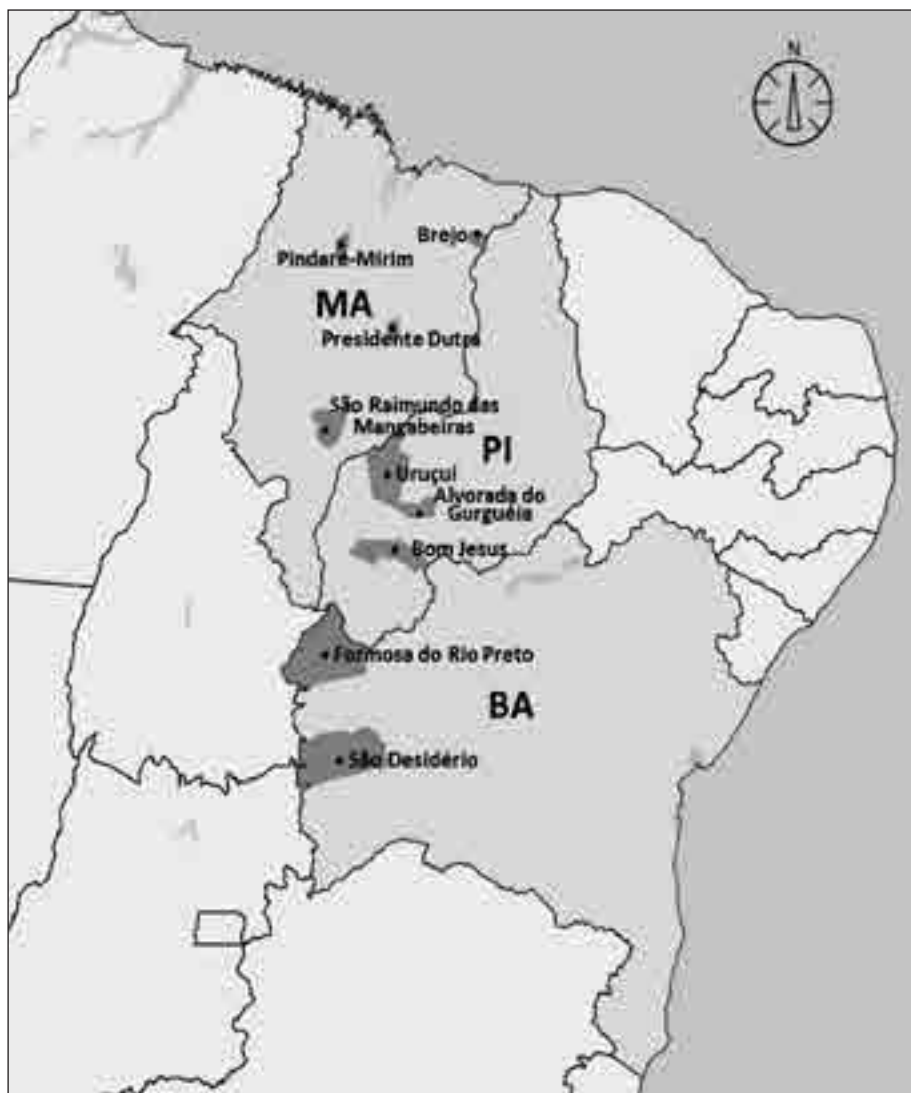 N
Brejo
Pindaré-Mirim
MA
Presidente Dutra
São Raimundo das
Mangabeiras
PI
Uruçuí
Alvorada do
Gurguéia
Bom Jesus
Formosa do Rio Preto
BA
São Desidério